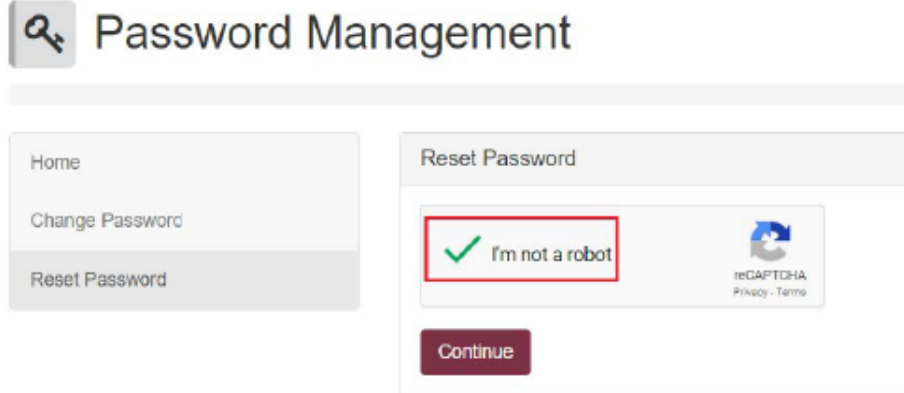 Password Management
Home
Change Password
Reset Password
Reset Password
I'm not a robot
reCAPTCHA
Privacy - Terms
Continue